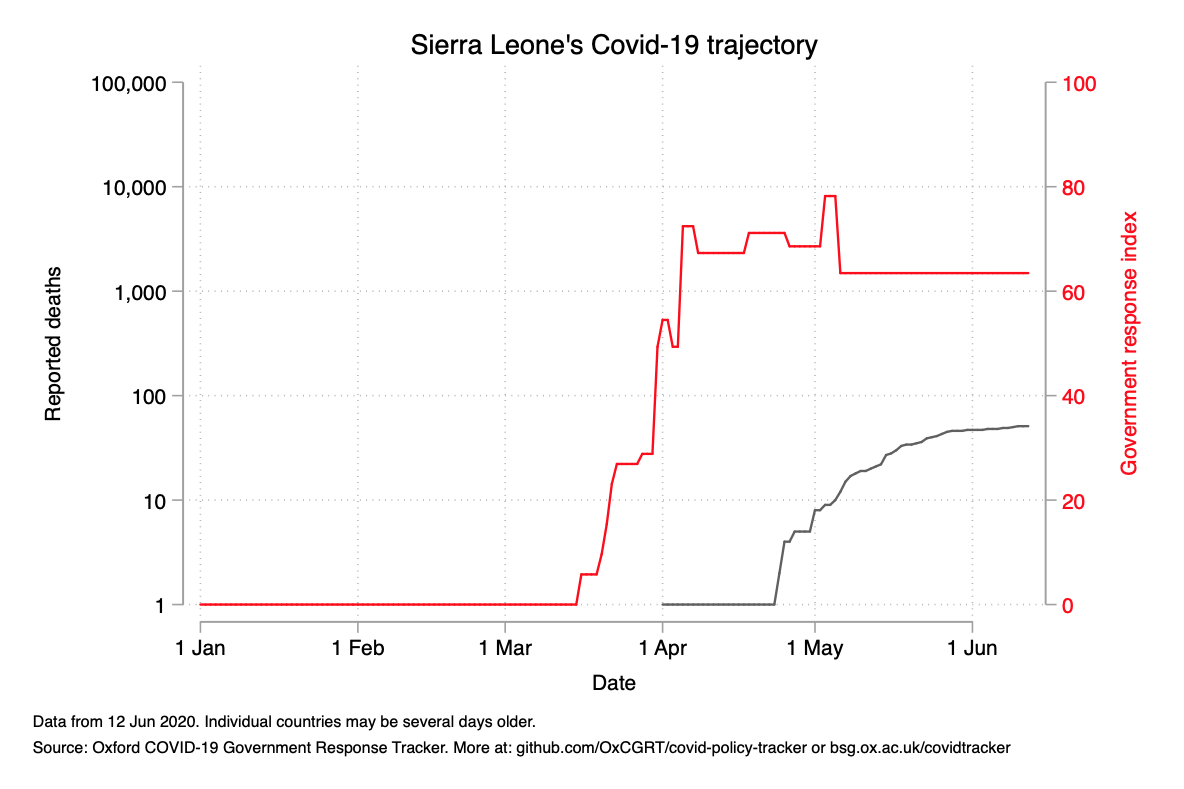 Sierra Leone's Covid-19 trajectory
100,000
10,000
1,000
100
10
1
Reported deaths
100
80
60
40
20
0
Government response index
1 Jan
1 Feb
1 Mar
1 Apr
1 May
1 Jun
Date
Data from 12 Jun 2020. Individual countries may be several days older.
Source: Oxford COVID-19 Government Response Tracker. More at: github.com/OxCGRT/covid-policy-tracker or bsg.ox.ac.uk/covidtracker